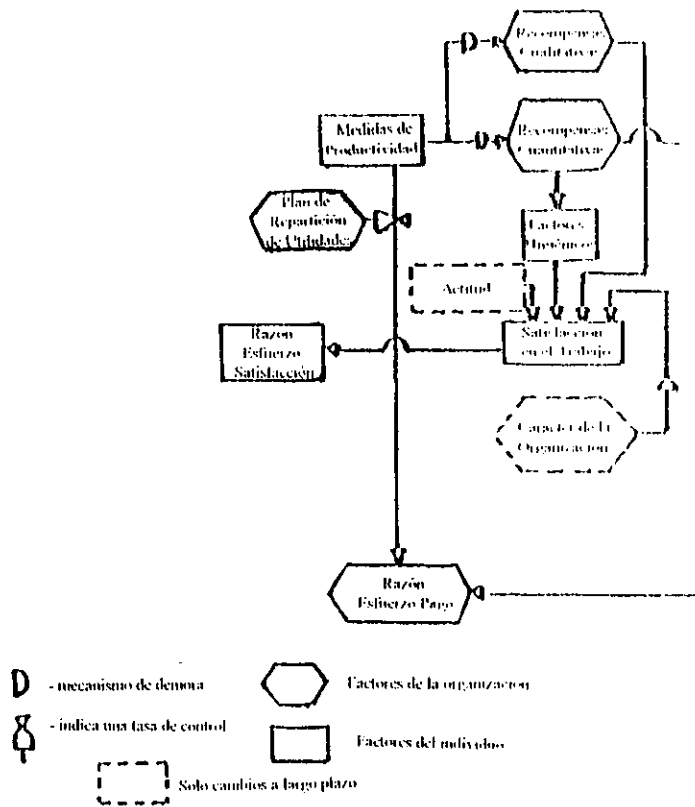 Recompensas
Cualitativas
Medidas de
Productividad
Recompensas
Cuantitativas
Plan de
Repartición
de Utilidades
Factores
Higiénicos
Actitud
Razón
Esfuerzo
Satisfacción
Satisfacción
en el Trabajo
Caracter de la
Organización
Razón
Esfuerzo Pago
D - mecanismo de demora
Factores de la organización
- indica una tasa de control
Factores del individuo
Solo cambios a largo plazo